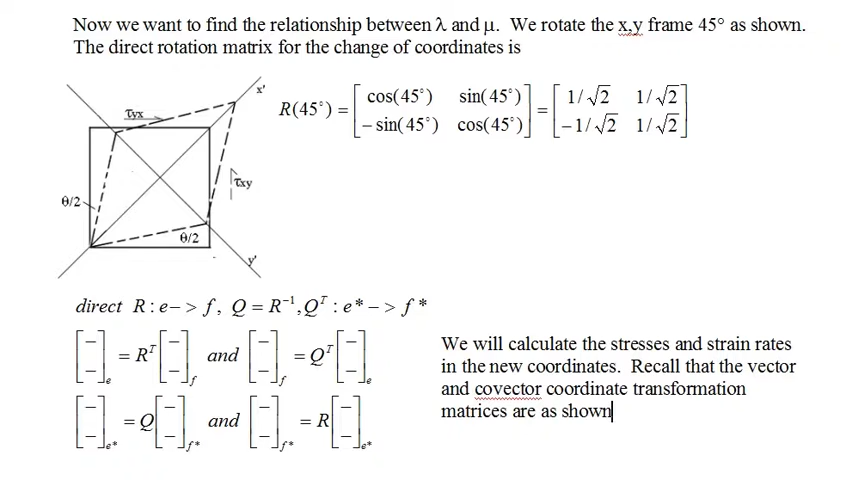 Now we want to find the relationship between λ and μ. We rotate the x,y frame 45° as shown.
The direct rotation matrix for the change of coordinates is
x'
τyx
R(45°) = [ cos(45°) sin(45°) ] = [ 1/√2 1/√2 ]
[ −sin(45°) cos(45°) ] [ −1/√2 1/√2 ]
τxy
θ/2
θ/2
y'
direct R : e−> f, Q = R⁻¹, Qᵀ : e* −> f *
[ − − ]e = Rᵀ [ − − ]f and [ − − ]f = Qᵀ [ − − ]e
[ − − ]e* = Q [ − − ]f* and [ − − ]f* = R [ − − ]e*
We will calculate the stresses and strain rates
in the new coordinates. Recall that the vector
and covector coordinate transformation
matrices are as shown